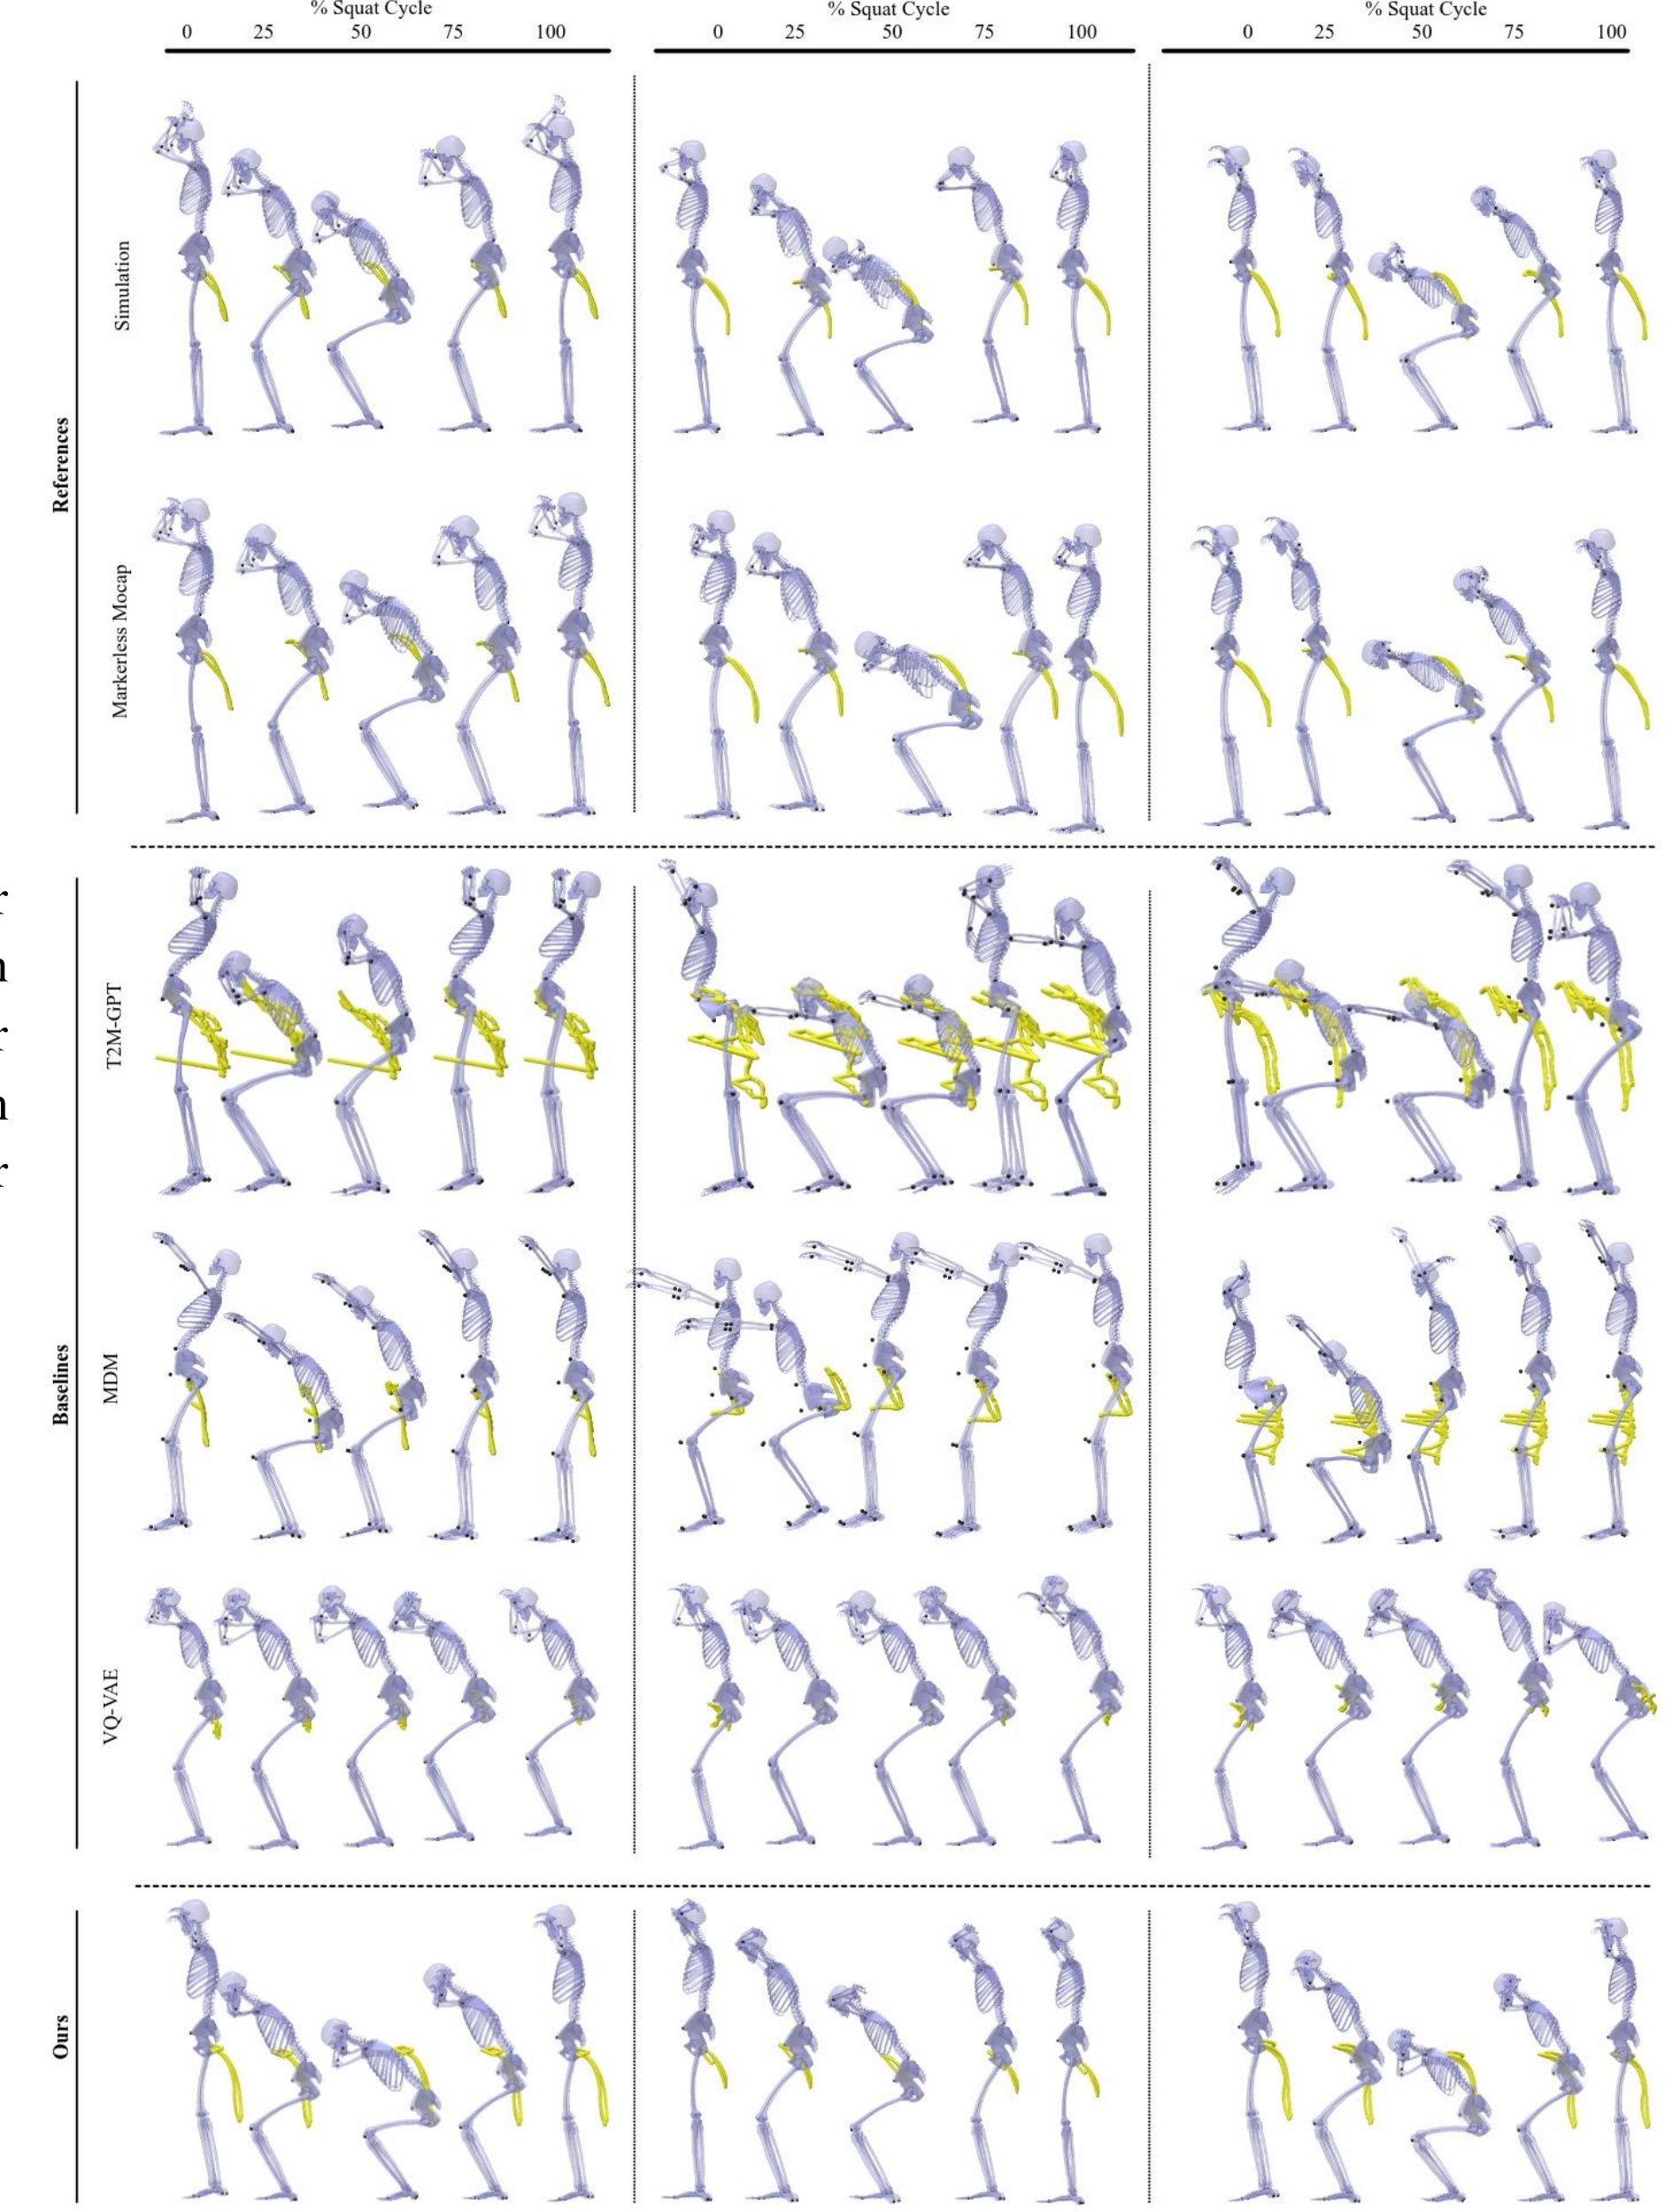 % Squat Cycle % Squat Cycle % Squat Cycle
0 25 50 75 100 0 25 50 75 100 0 25 50 75 100
References
Simulation
Markerless Mocap
Baselines
T2M-GPT
MDM
VQ-VAE
Ours